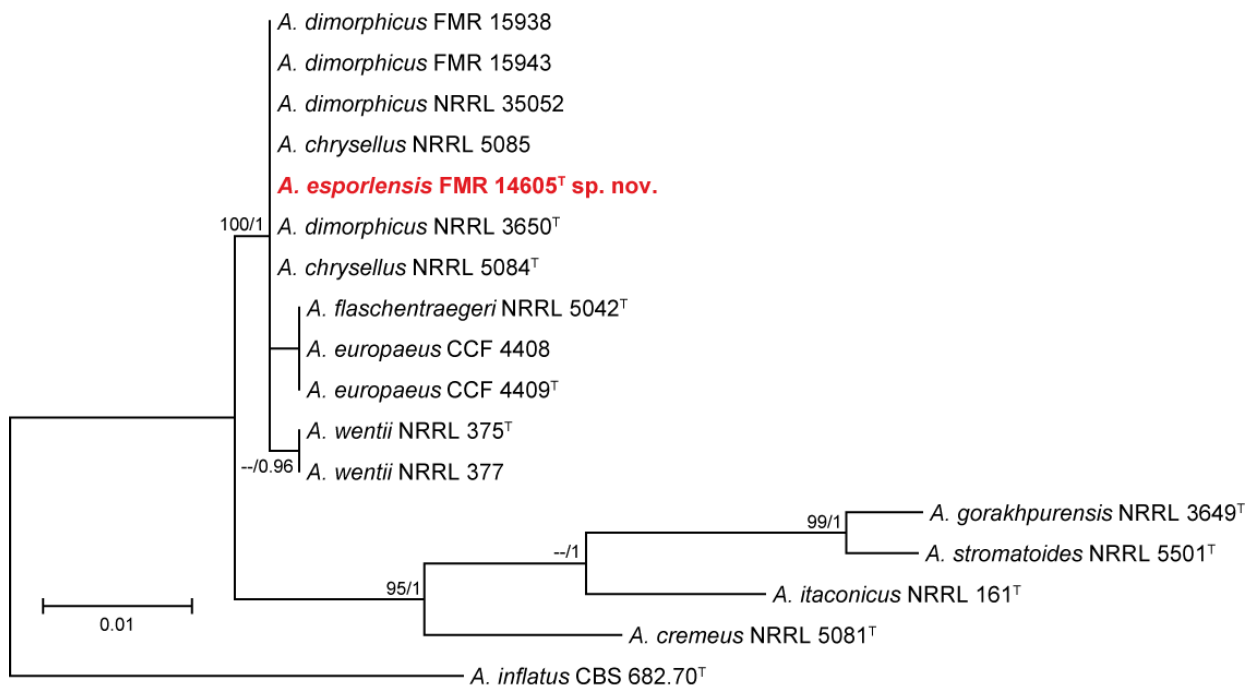 A. dimorphicus FMR 15938
A. dimorphicus FMR 15943
A. dimorphicus NRRL 35052
A. chrysellus NRRL 5085
A. esporlensis FMR 14605ᵀ sp. nov.
100/1
A. dimorphicus NRRL 3650ᵀ
A. chrysellus NRRL 5084ᵀ
A. flaschentraegeri NRRL 5042ᵀ
A. europaeus CCF 4408
A. europaeus CCF 4409ᵀ
A. wentii NRRL 375ᵀ
--/0.96
A. wentii NRRL 377
A. gorakhpurensis NRRL 3649ᵀ
99/1
A. stromatoides NRRL 5501ᵀ
--/1
A. itaconicus NRRL 161ᵀ
95/1
0.01
A. cremeus NRRL 5081ᵀ
A. inflatus CBS 682.70ᵀ